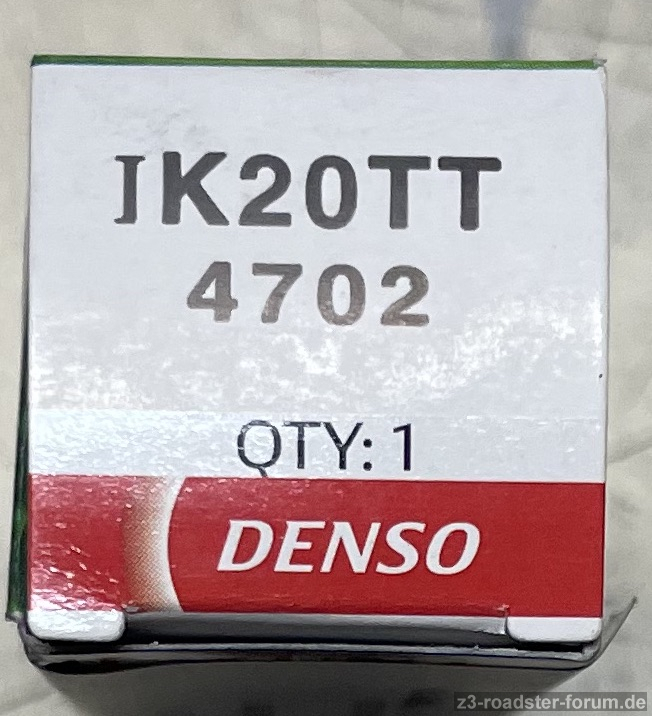 IK20TT
4702
QTY: 1
DENSO
z3-roadster-forum.de